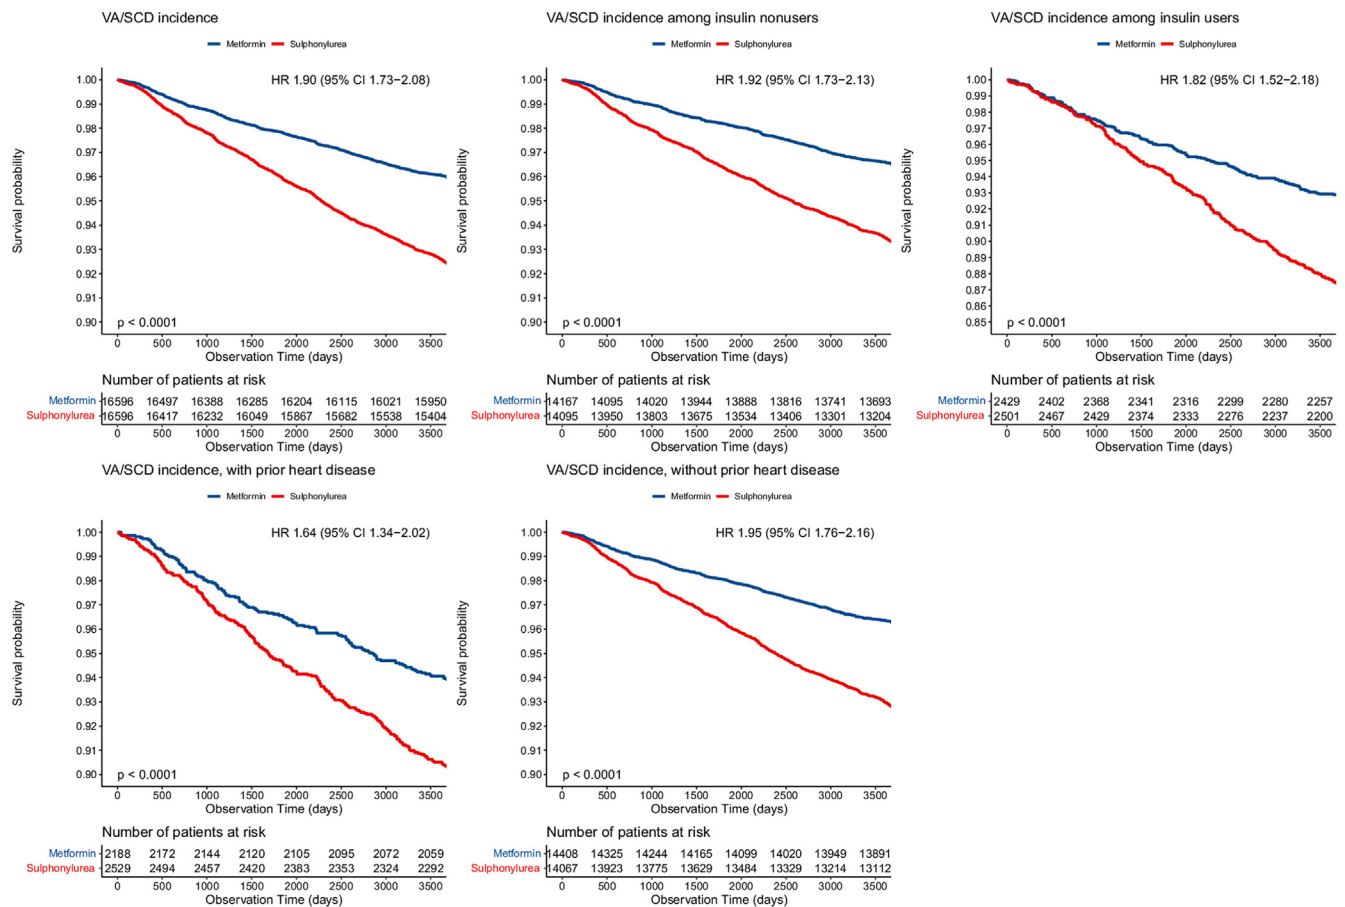 VA/SCD incidence
Metformin Sulphonylurea
HR 1.90 (95% CI 1.73−2.08)
Survival probability
1.00
0.99
0.98
0.97
0.96
0.95
0.94
0.93
0.92
0.91
0.90
p < 0.0001
0 500 1000 1500 2000 2500 3000 3500
Observation Time (days)
Number of patients at risk
Metformin 16596 16497 16388 16285 16204 16115 16021 15950
Sulphonylurea 16596 16417 16232 16049 15867 15682 15538 15404
0 500 1000 1500 2000 2500 3000 3500
Observation Time (days)
VA/SCD incidence among insulin nonusers
Metformin Sulphonylurea
HR 1.92 (95% CI 1.73−2.13)
Survival probability
1.00
0.99
0.98
0.97
0.96
0.95
0.94
0.93
0.92
0.91
0.90
p < 0.0001
0 500 1000 1500 2000 2500 3000 3500
Observation Time (days)
Number of patients at risk
Metformin 14167 14095 14020 13944 13888 13816 13741 13693
Sulphonylurea 14095 13950 13803 13675 13534 13406 13301 13204
0 500 1000 1500 2000 2500 3000 3500
Observation Time (days)
VA/SCD incidence among insulin users
Metformin Sulphonylurea
HR 1.82 (95% CI 1.52−2.18)
Survival probability
1.00
0.99
0.98
0.97
0.96
0.95
0.94
0.93
0.92
0.91
0.90
0.89
0.88
0.87
0.86
0.85
p < 0.0001
0 500 1000 1500 2000 2500 3000 3500
Observation Time (days)
Number of patients at risk
Metformin 2429 2402 2368 2341 2316 2299 2280 2257
Sulphonylurea 2501 2467 2429 2374 2333 2276 2237 2200
0 500 1000 1500 2000 2500 3000 3500
Observation Time (days)
VA/SCD incidence, with prior heart disease
Metformin Sulphonylurea
HR 1.64 (95% CI 1.34−2.02)
Survival probability
1.00
0.99
0.98
0.97
0.96
0.95
0.94
0.93
0.92
0.91
0.90
p < 0.0001
0 500 1000 1500 2000 2500 3000 3500
Observation Time (days)
Number of patients at risk
Metformin 2188 2172 2144 2120 2105 2095 2072 2059
Sulphonylurea 2529 2494 2457 2420 2383 2353 2324 2292
0 500 1000 1500 2000 2500 3000 3500
Observation Time (days)
VA/SCD incidence, without prior heart disease
Metformin Sulphonylurea
HR 1.95 (95% CI 1.76−2.16)
Survival probability
1.00
0.99
0.98
0.97
0.96
0.95
0.94
0.93
0.92
0.91
0.90
p < 0.0001
0 500 1000 1500 2000 2500 3000 3500
Observation Time (days)
Number of patients at risk
Metformin 14408 14325 14244 14165 14099 14020 13949 13891
Sulphonylurea 14067 13923 13775 13629 13484 13329 13214 13112
0 500 1000 1500 2000 2500 3000 3500
Observation Time (days)